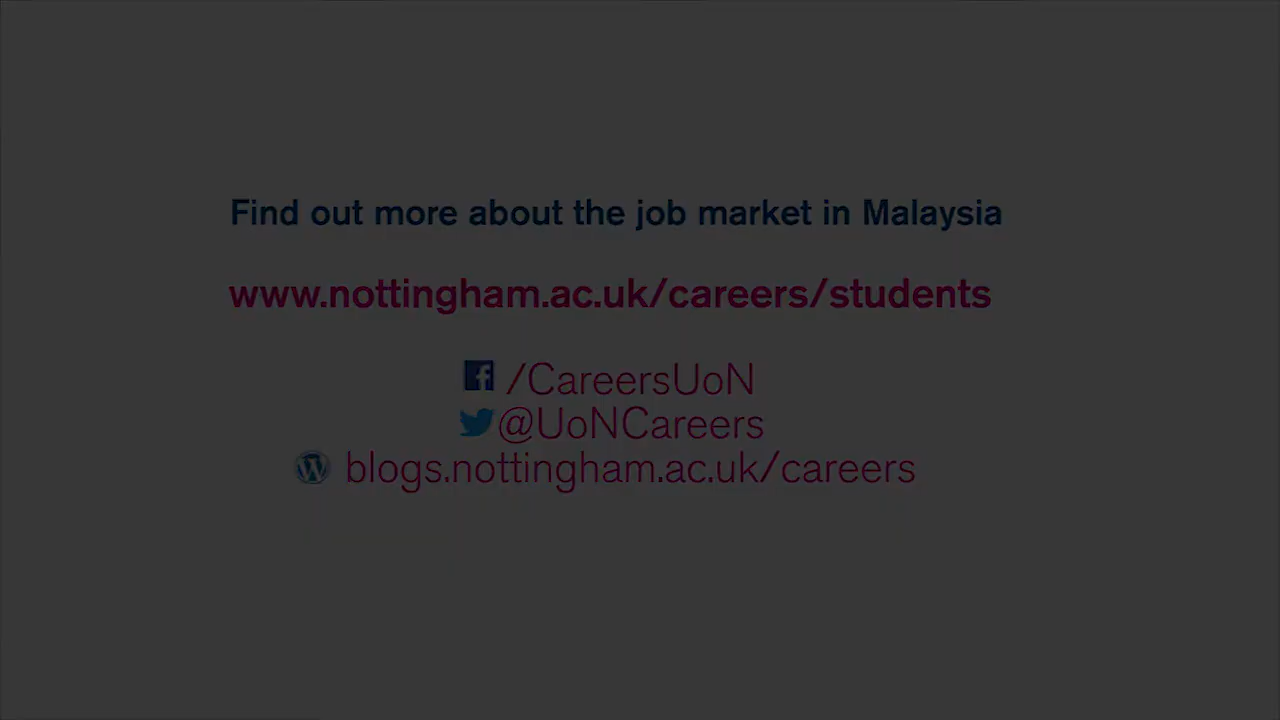 Find out more about the job market in Malaysia
www.nottingham.ac.uk/careers/students
/CareersUoN
@UoNCareers
blogs.nottingham.ac.uk/careers